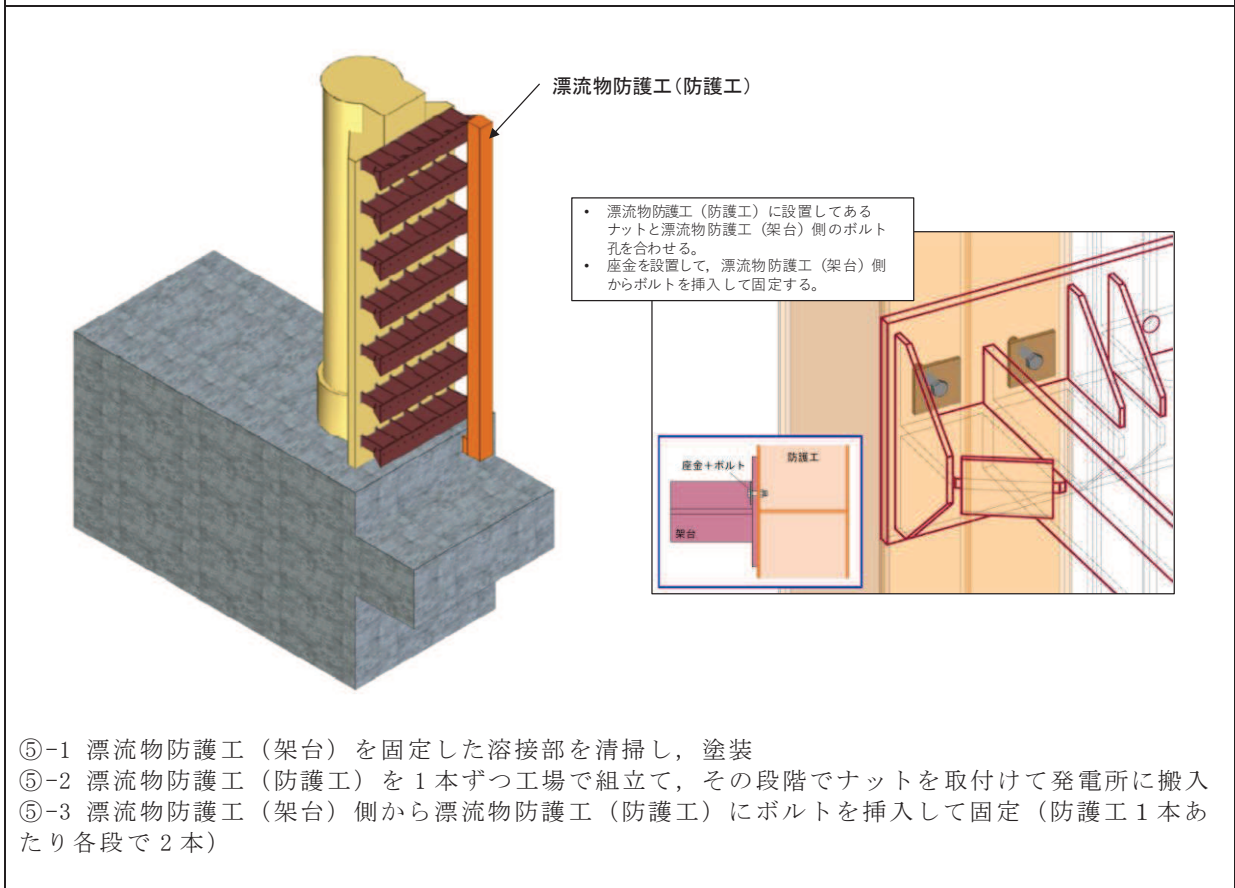 漂流物防護工(防護工)
• 漂流物防護工（防護工）に設置してある
ナットと漂流物防護工（架台）側のボルト
孔を合わせる。
• 座金を設置して，漂流物防護工（架台）側
からボルトを挿入して固定する。
座金＋ボルト
防護工
架台
⑤-1 漂流物防護工（架台）を固定した溶接部を清掃し，塗装
⑤-2 漂流物防護工（防護工）を１本ずつ工場で組立て，その段階でナットを取付けて発電所に搬入
⑤-3 漂流物防護工（架台）側から漂流物防護工（防護工）にボルトを挿入して固定（防護工１本あ
たり各段で２本）